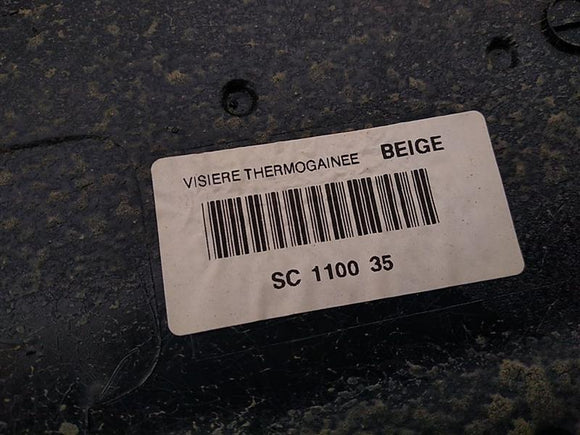 VISIERE THERMOGAINEE BEIGE
SC 1100 35